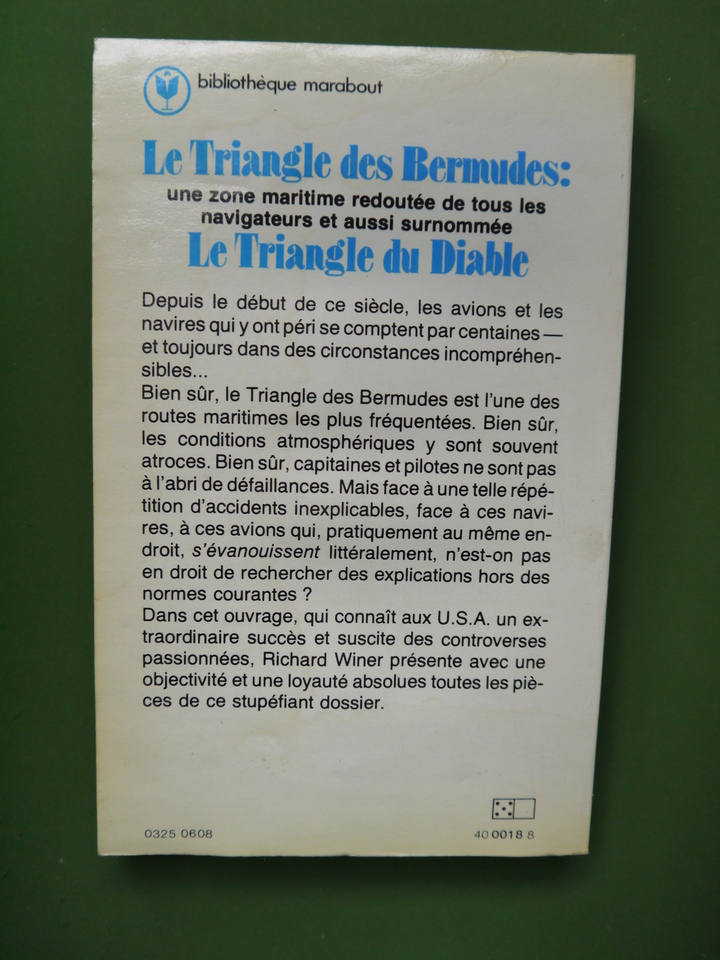 bibliothèque marabout
Le Triangle des Bermudes:
une zone maritime redoutée de tous les
navigateurs et aussi surnommée
Le Triangle du Diable
Depuis le début de ce siècle, les avions et les
navires qui y ont péri se comptent par centaines —
et toujours dans des circonstances incompréhen-
sibles...
Bien sûr, le Triangle des Bermudes est l'une des
routes maritimes les plus fréquentées. Bien sûr,
les conditions atmosphériques y sont souvent
atroces. Bien sûr, capitaines et pilotes ne sont pas
à l'abri de défaillances. Mais face à une telle répé-
tition d'accidents inexplicables, face à ces navi-
res, à ces avions qui, pratiquement au même en-
droit, s'évanouissent littéralement, n'est-on pas
en droit de rechercher des explications hors des
normes courantes ?
Dans cet ouvrage, qui connaît aux U.S.A. un ex-
traordinaire succès et suscite des controverses
passionnées, Richard Winer présente avec une
objectivité et une loyauté absolues toutes les piè-
ces de ce stupéfiant dossier.
0325 0608
40 0018 8